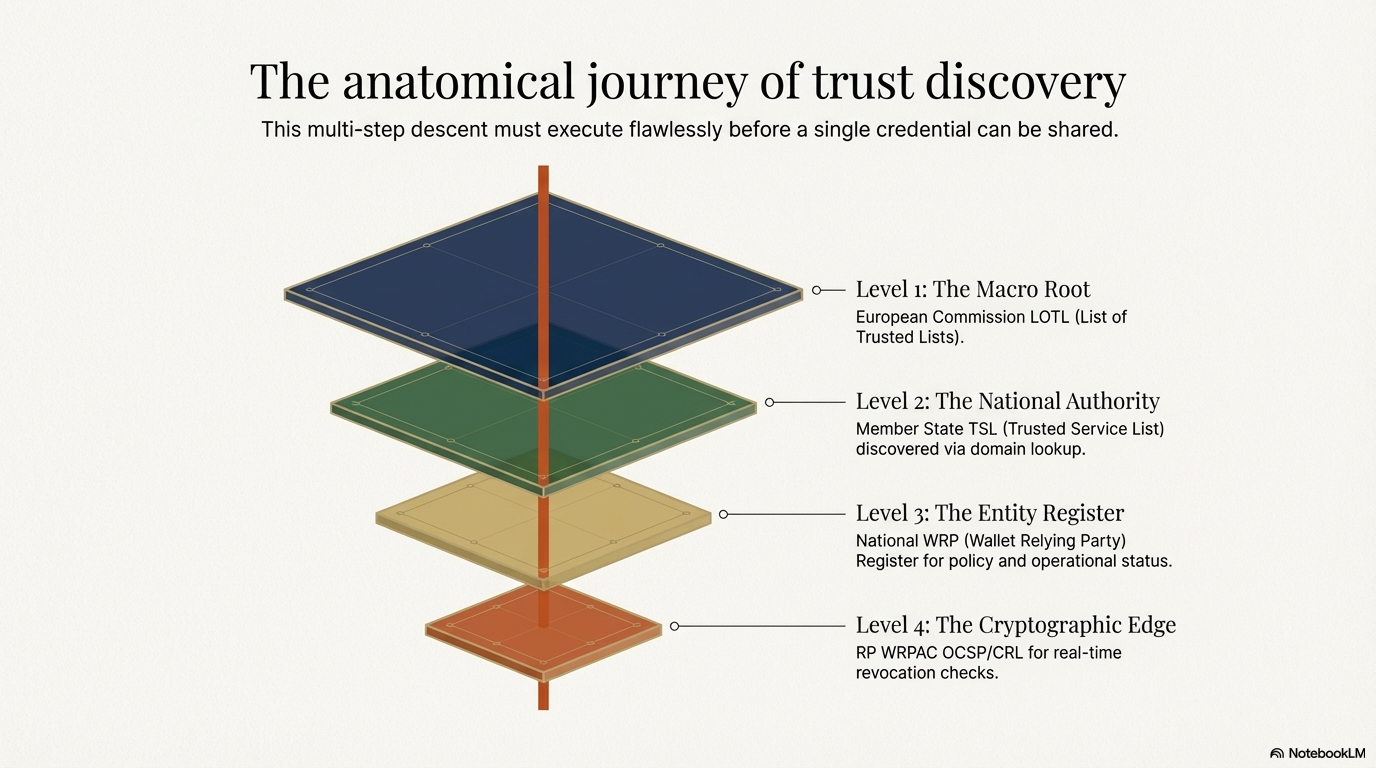 The anatomical journey of trust discovery
This multi-step descent must execute flawlessly before a single credential can be shared.
Level 1: The Macro Root
European Commission LOTL (List of
Trusted Lists).
Level 2: The National Authority
Member State TSL (Trusted Service List)
discovered via domain lookup.
Level 3: The Entity Register
National WRP (Wallet Relying Party)
Register for policy and operational status.
Level 4: The Cryptographic Edge
RP WRPAC OCSP/CRL for real-time
revocation checks.
NotebookLM